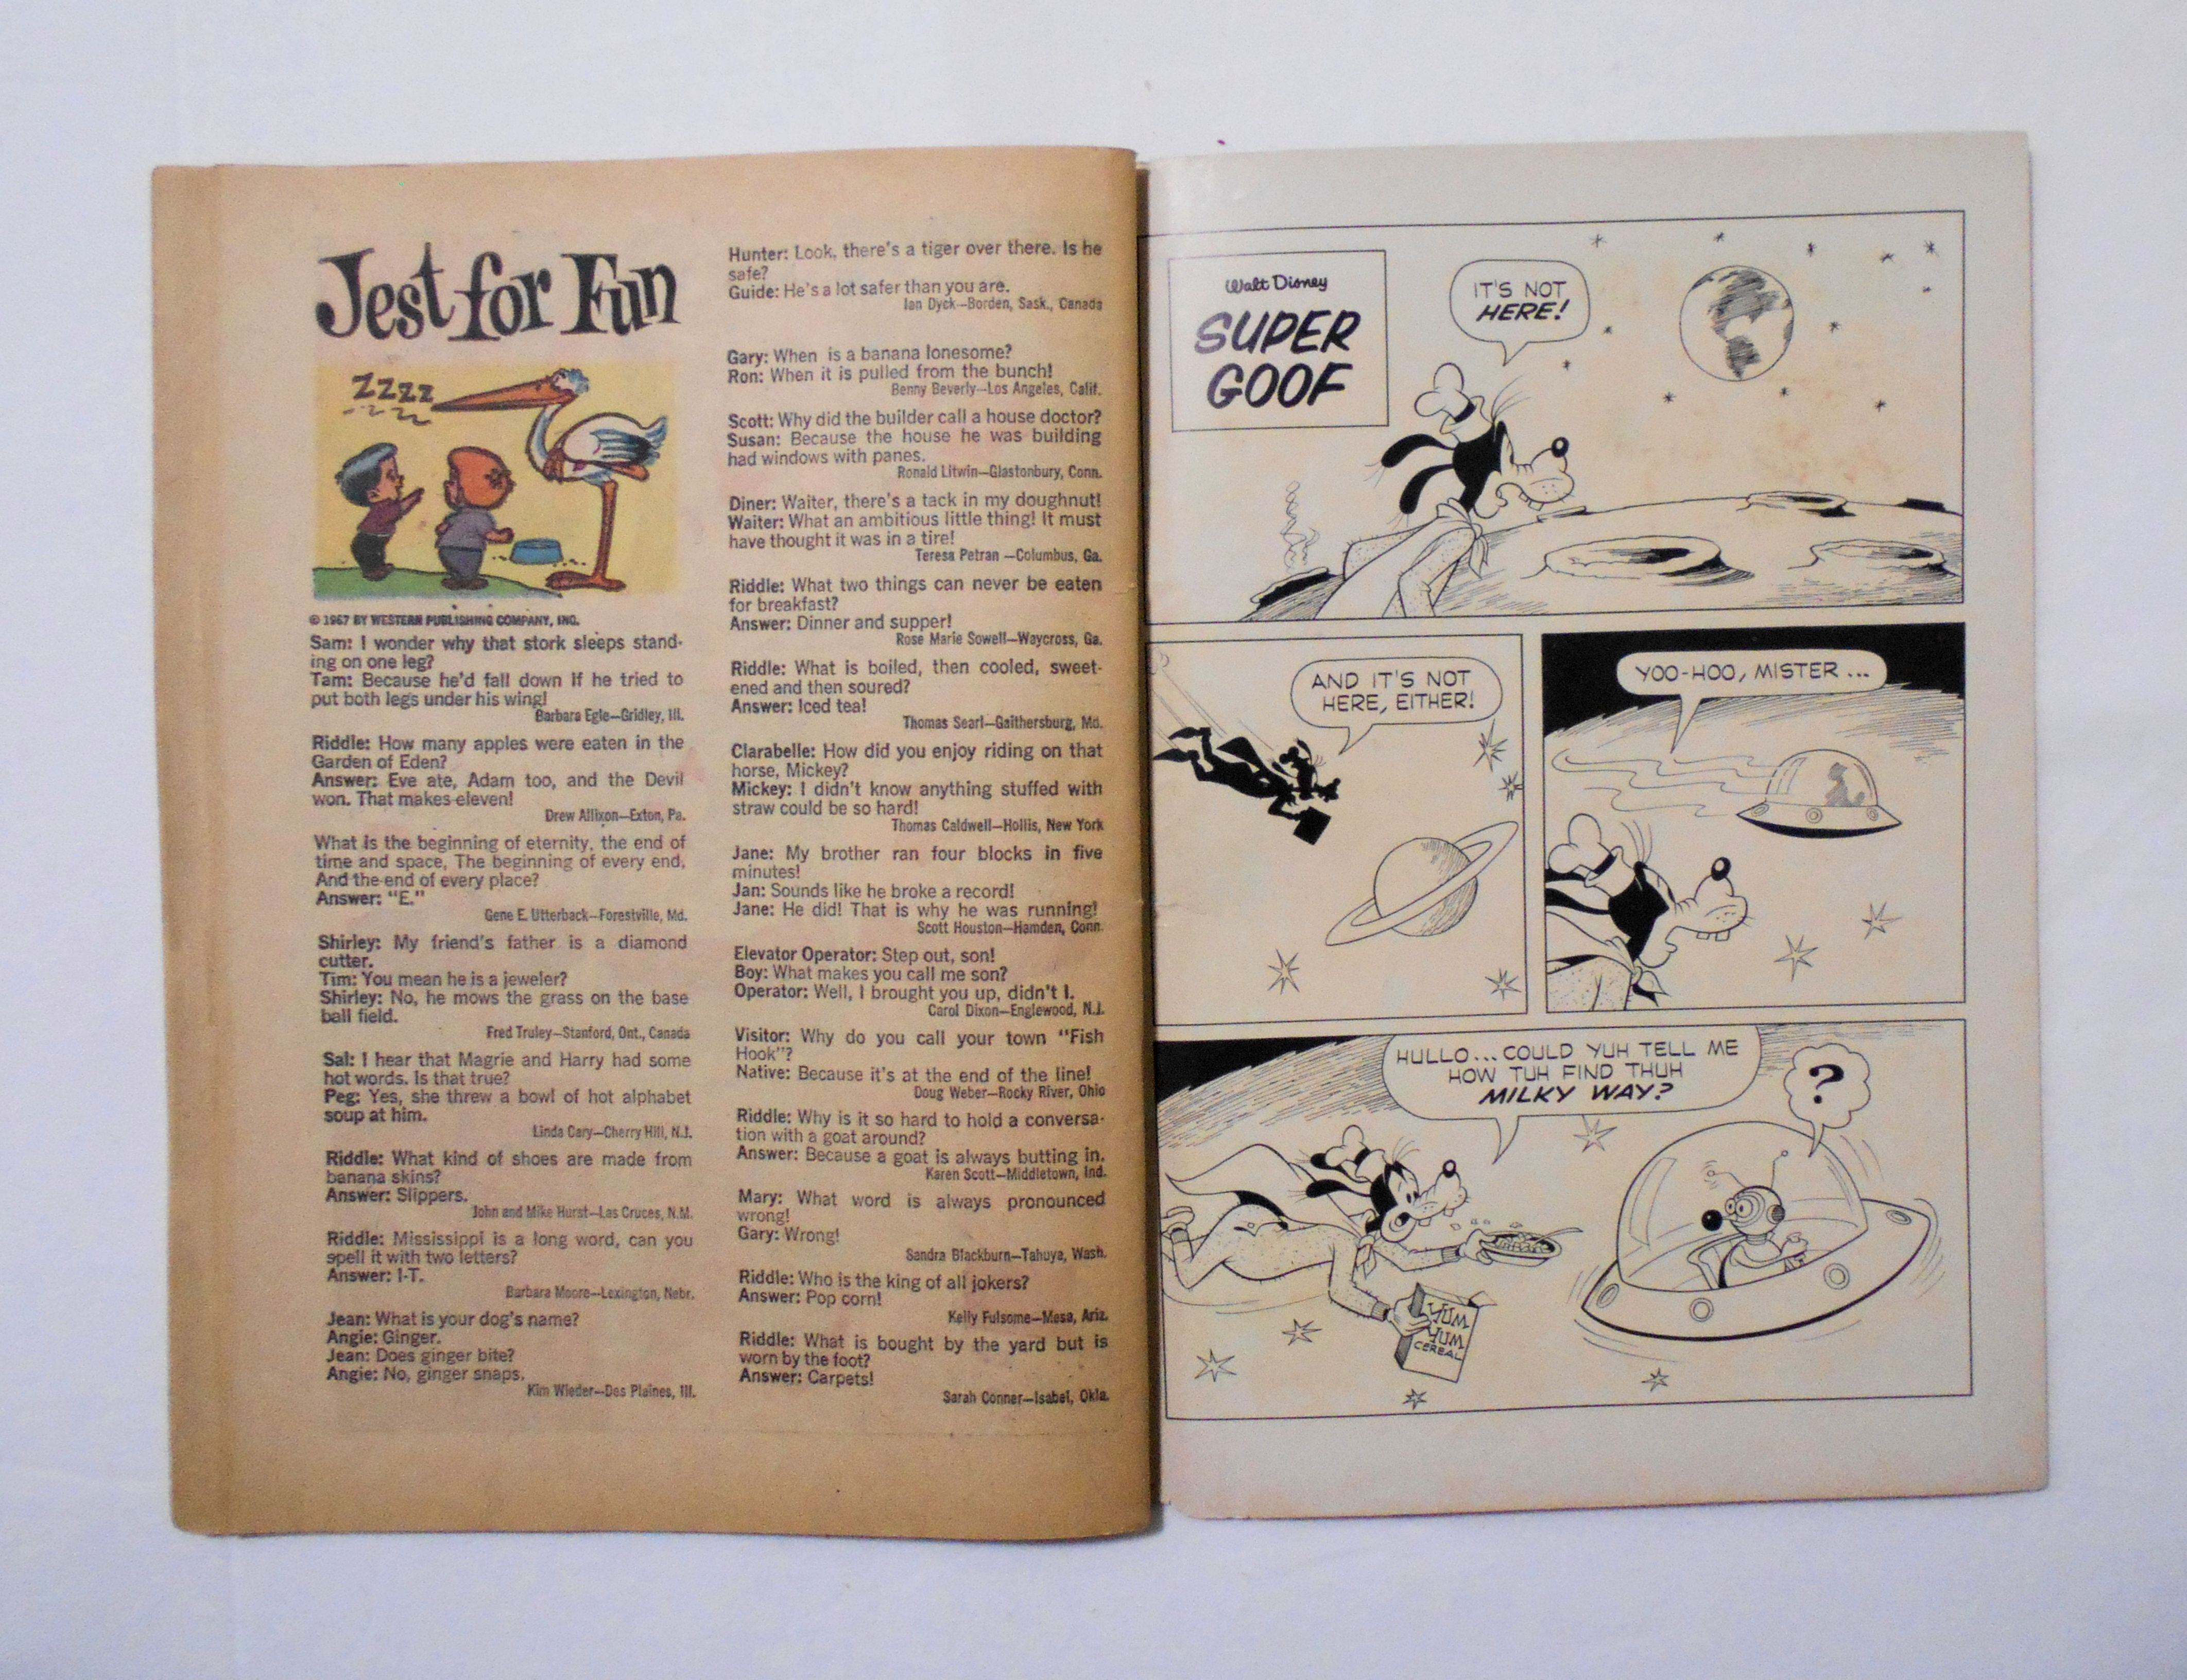 Jest for Fun
ZZZZ
© 1967 BY WESTERN PUBLISHING COMPANY, INC.
Sam: I wonder why that stork sleeps stand-
ing on one leg?
Tam: Because he'd fall down if he tried to
put both legs under his wing!
Barbara Egle—Gridley, Ill.
Riddle: How many apples were eaten in the
Garden of Eden?
Answer: Eve ate, Adam too, and the Devil
won. That makes eleven!
Drew Allixon—Exton, Pa.
What is the beginning of eternity, the end of
time and space, The beginning of every end,
And the end of every place?
Answer: "E."
Gene E. Utterback—Forestville, Md.
Shirley: My friend's father is a diamond
cutter.
Tim: You mean he is a jeweler?
Shirley: No, he mows the grass on the base
ball field.
Fred Truley—Stanford, Ont., Canada
Sal: I hear that Magrie and Harry had some
hot words. Is that true?
Peg: Yes, she threw a bowl of hot alphabet
soup at him.
Linda Cary—Cherry Hill, N.J.
Riddle: What kind of shoes are made from
banana skins?
Answer: Slippers.
John and Mike Hurst—Las Cruces, N.M.
Riddle: Mississippi is a long word, can you
spell it with two letters?
Answer: I-T.
Barbara Moore—Lexington, Nebr.
Jean: What is your dog's name?
Angie: Ginger.
Jean: Does ginger bite?
Angie: No, ginger snaps.
Kim Wieder—Des Plaines, Ill.
Hunter: Look, there's a tiger over there. Is he
safe?
Guide: He's a lot safer than you are.
Ian Dyck—Borden, Sask., Canada
Gary: When is a banana lonesome?
Ron: When it is pulled from the bunch!
Benny Beverly—Los Angeles, Calif.
Scott: Why did the builder call a house doctor?
Susan: Because the house he was building
had windows with panes.
Ronald Litwin—Glastonbury, Conn.
Diner: Waiter, there's a tack in my doughnut!
Waiter: What an ambitious little thing! It must
have thought it was in a tire!
Teresa Petran —Columbus, Ga.
Riddle: What two things can never be eaten
for breakfast?
Answer: Dinner and supper!
Rose Marie Sowell—Waycross, Ga.
Riddle: What is boiled, then cooled, sweet-
ened and then soured?
Answer: Iced tea!
Thomas Searl—Gaithersburg, Md.
Clarabelle: How did you enjoy riding on that
horse, Mickey?
Mickey: I didn't know anything stuffed with
straw could be so hard!
Thomas Caldwell—Hollis, New York
Jane: My brother ran four blocks in five
minutes!
Jan: Sounds like he broke a record!
Jane: He did! That is why he was running!
Scott Houston—Hamden, Conn.
Elevator Operator: Step out, son!
Boy: What makes you call me son?
Operator: Well, I brought you up, didn't I.
Carol Dixon—Englewood, N.J.
Visitor: Why do you call your town "Fish
Hook"?
Native: Because it's at the end of the line!
Doug Weber—Rocky River, Ohio
Riddle: Why is it so hard to hold a conversa-
tion with a goat around?
Answer: Because a goat is always butting in.
Karen Scott—Middletown, Ind.
Mary: What word is always pronounced
wrong!
Gary: Wrong!
Sandra Blackburn—Tahuya, Wash.
Riddle: Who is the king of all jokers?
Answer: Pop corn!
Kelly Fulsome—Mesa, Ariz.
Riddle: What is bought by the yard but is
worn by the foot?
Answer: Carpets!
Sarah Conner—Isabel, Okla.
Walt Disney
SUPER
GOOF
IT'S NOT
HERE!
AND IT'S NOT
HERE, EITHER!
YOO-HOO, MISTER...
HULLO... COULD YUH TELL ME
HOW TUH FIND THUH
MILKY WAY?
?
YUM
YUM
CEREAL